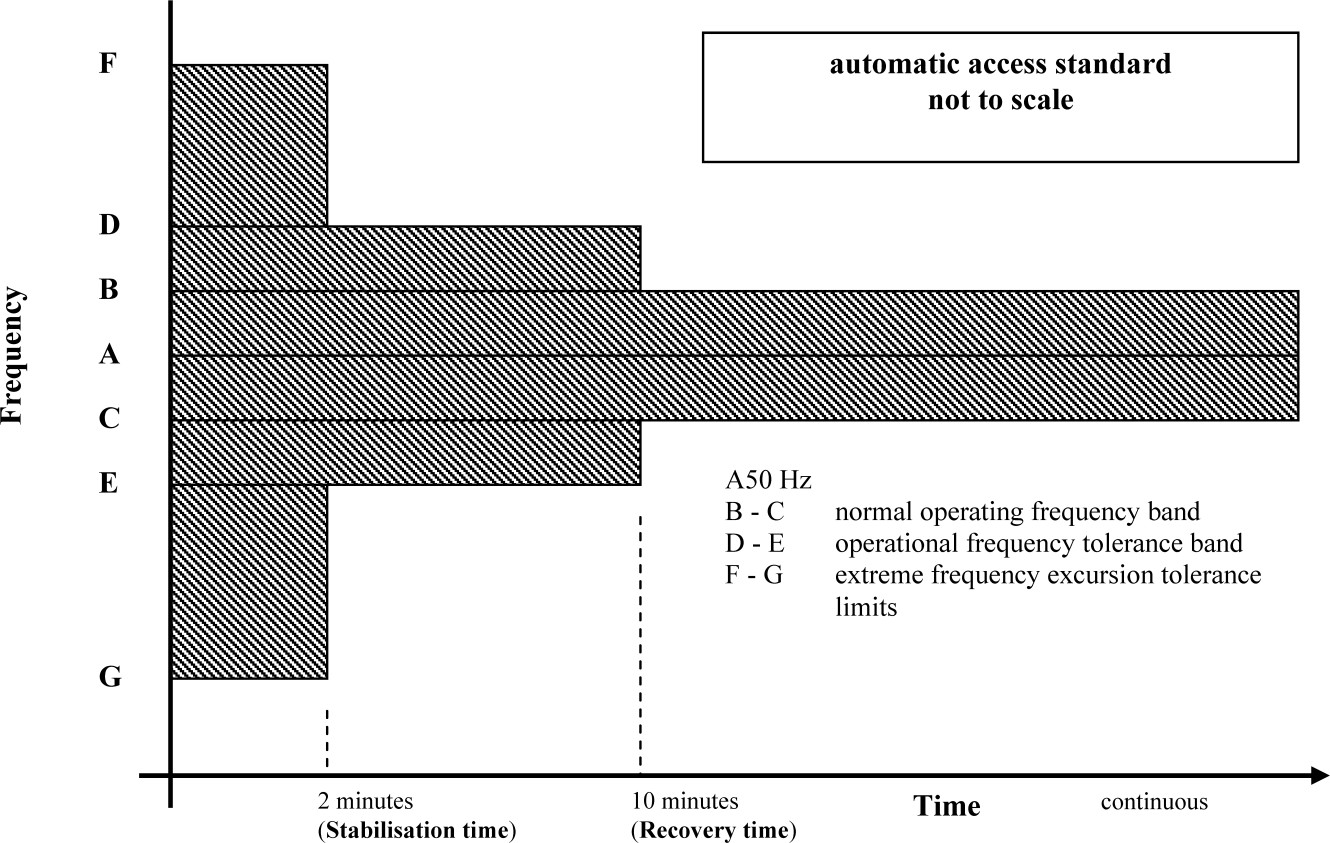 automatic access standard
not to scale
F
D
B
A
C
E
G
Frequency
A50 Hz
B - C normal operating frequency band
D - E operational frequency tolerance band
F - G extreme frequency excursion tolerance
limits
2 minutes
(Stabilisation time)
10 minutes
(Recovery time)
Time
continuous